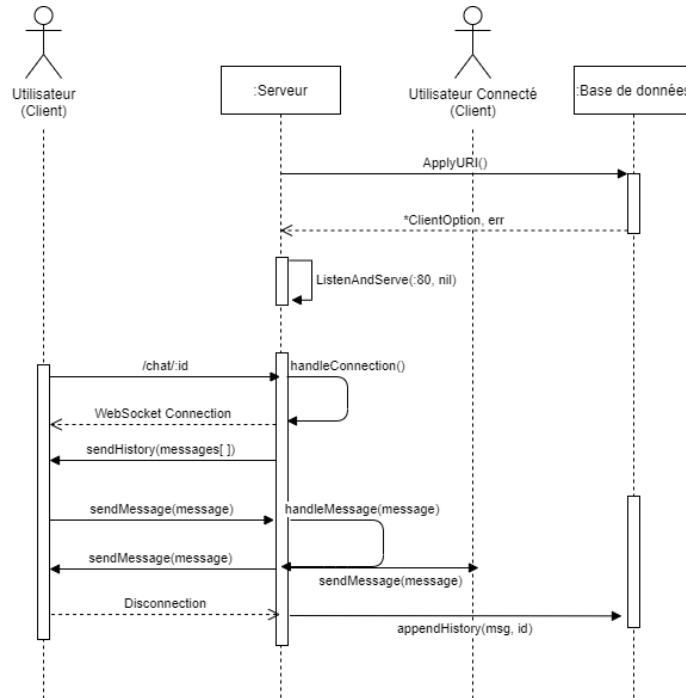 Utilisateur
(Client)
:Serveur
Utilisateur Connecté
(Client)
:Base de données
ApplyURI()
*ClientOption, err
ListenAndServe(:80, nil)
/chat/:id
handleConnection()
WebSocket Connection
sendHistory(messages[ ])
sendMessage(message)
handleMessage(message)
sendMessage(message)
sendMessage(message)
Disconnection
appendHistory(msg, id)